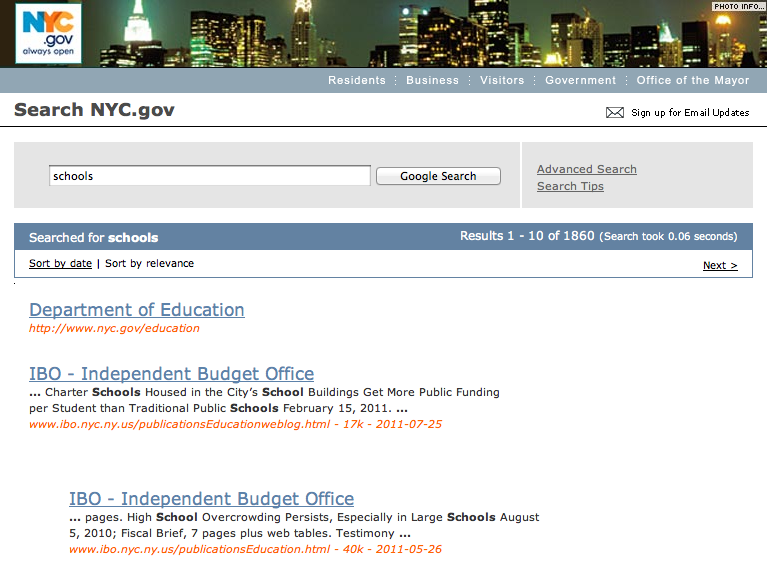 PHOTO INFO...
NYC
.gov
always open
Residents Business Visitors Government Office of the Mayor
Search NYC.gov
Sign up for Email Updates
schools Google Search
Advanced Search
Search Tips
Searched for schools Results 1 - 10 of 1860 (Search took 0.06 seconds)
Sort by date | Sort by relevance Next >
Department of Education
http://www.nyc.gov/education
IBO - Independent Budget Office
... Charter Schools Housed in the City's School Buildings Get More Public Funding
per Student than Traditional Public Schools February 15, 2011. ...
www.ibo.nyc.ny.us/publicationsEducationweblog.html - 17k - 2011-07-25
IBO - Independent Budget Office
... pages. High School Overcrowding Persists, Especially in Large Schools August
5, 2010; Fiscal Brief, 7 pages plus web tables. Testimony ...
www.ibo.nyc.ny.us/publicationsEducation.html - 40k - 2011-05-26